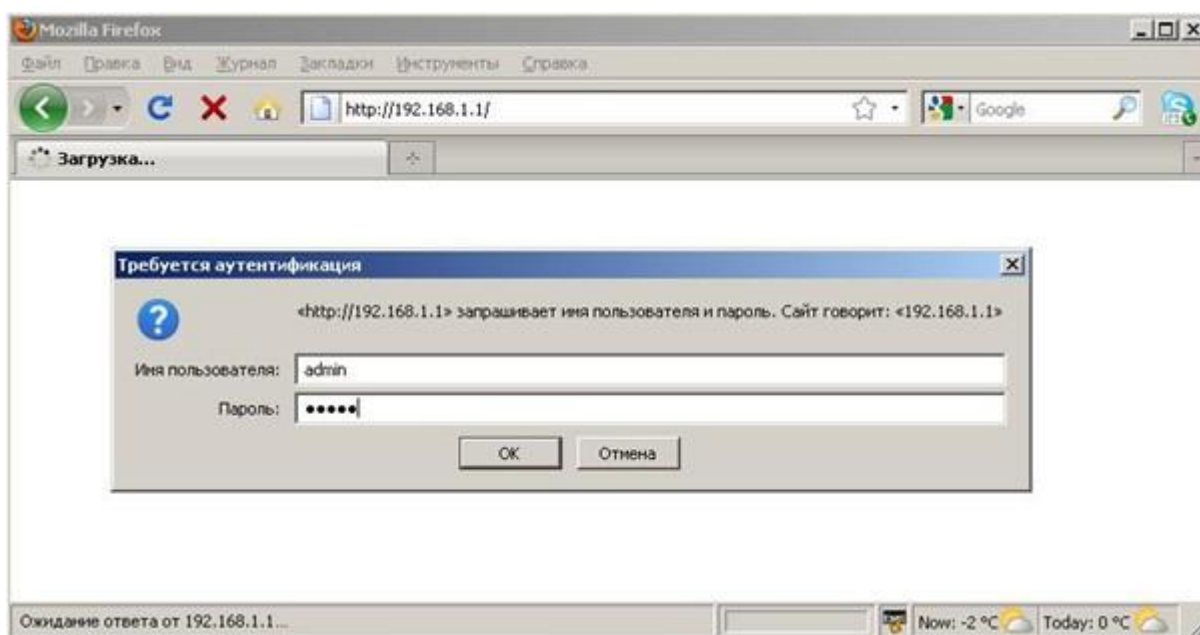 Mozilla Firefox
Файл Правка Вид Журнал Закладки Инструменты Справка
http://192.168.1.1/ Google
Загрузка...
Требуется аутентификация
«http://192.168.1.1» запрашивает имя пользователя и пароль. Сайт говорит: «192.168.1.1»
Имя пользователя: admin
Пароль: •••••
OK Отмена
Ожидание ответа от 192.168.1.1... Now: -2 °C Today: 0 °C